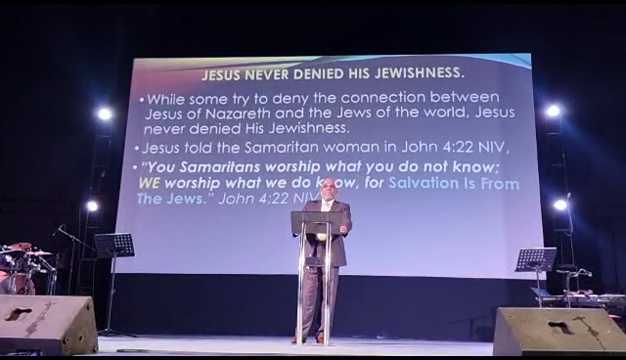 JESUS NEVER DENIED HIS JEWISHNESS.
•While some try to deny the connection between
Jesus of Nazareth and the Jews of the world, Jesus
never denied His Jewishness.
•Jesus told the Samaritan woman in John 4:22 NIV,
•“You Samaritans worship what you do not know;
WE worship what we do know, for Salvation Is From
The Jews.” John 4:22 NIV